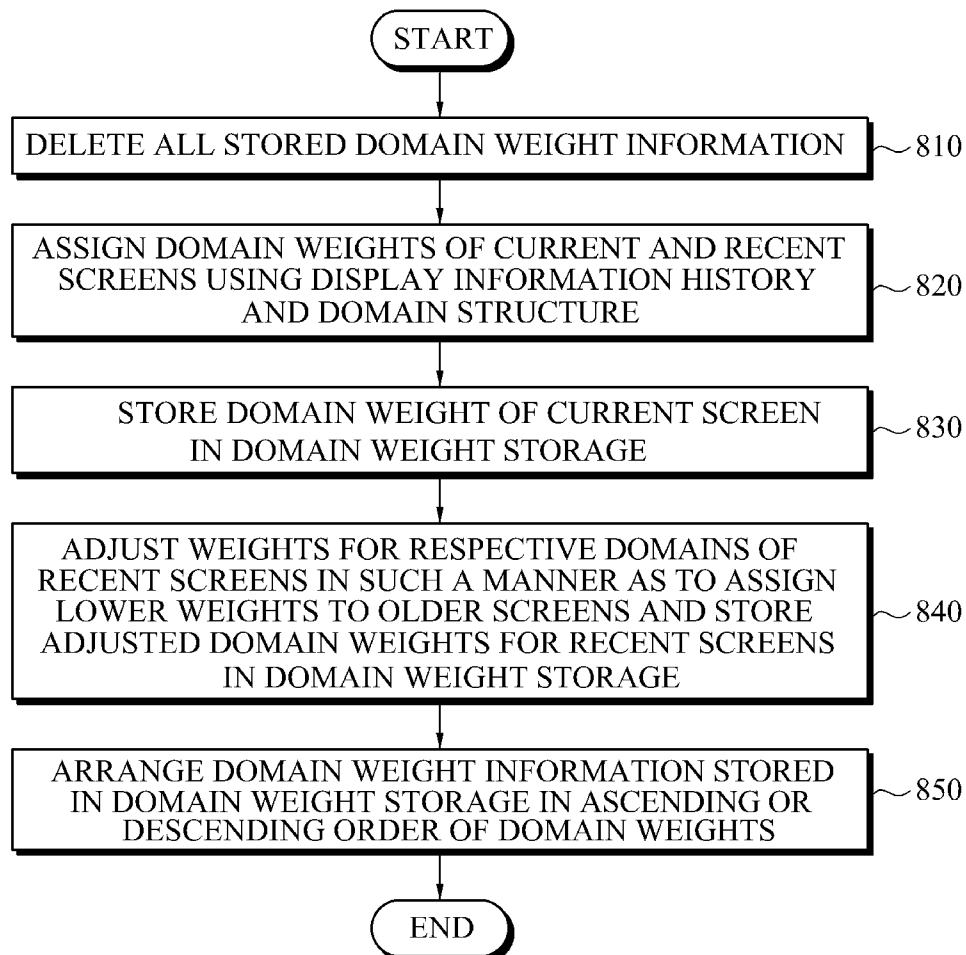 START
DELETE ALL STORED DOMAIN WEIGHT INFORMATION
810
ASSIGN DOMAIN WEIGHTS OF CURRENT AND RECENT
SCREENS USING DISPLAY INFORMATION HISTORY
AND DOMAIN STRUCTURE
820
STORE DOMAIN WEIGHT OF CURRENT SCREEN
IN DOMAIN WEIGHT STORAGE
830
ADJUST WEIGHTS FOR RESPECTIVE DOMAINS OF
RECENT SCREENS IN SUCH A MANNER AS TO ASSIGN
LOWER WEIGHTS TO OLDER SCREENS AND STORE
ADJUSTED DOMAIN WEIGHTS FOR RECENT SCREENS
IN DOMAIN WEIGHT STORAGE
840
ARRANGE DOMAIN WEIGHT INFORMATION STORED
IN DOMAIN WEIGHT STORAGE IN ASCENDING OR
DESCENDING ORDER OF DOMAIN WEIGHTS
850
END